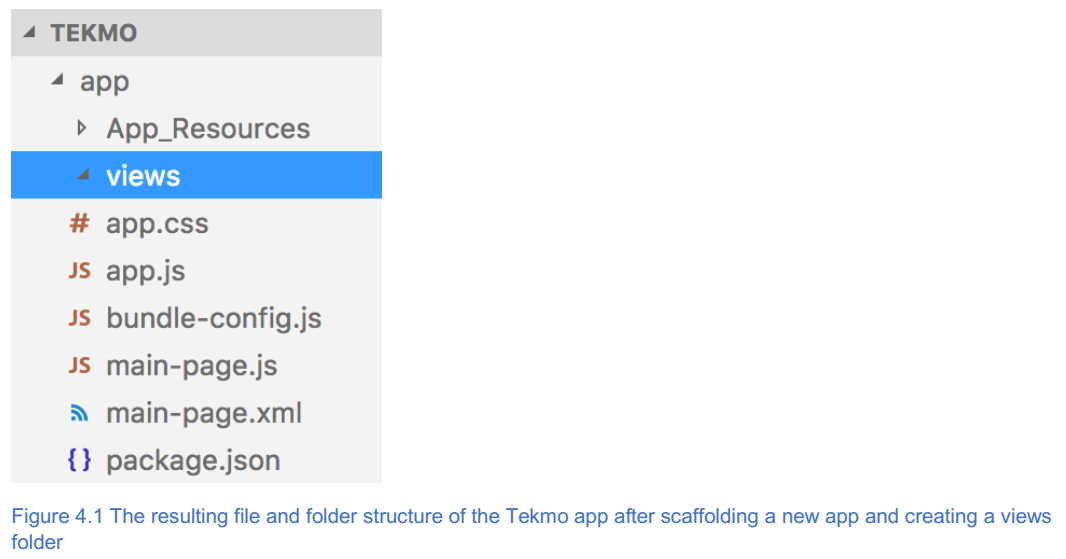 TEKMO
app
App_Resources
views
# app.css
JS app.js
JS bundle-config.js
JS main-page.js
main-page.xml
{} package.json
Figure 4.1 The resulting file and folder structure of the Tekmo app after scaffolding a new app and creating a views
folder